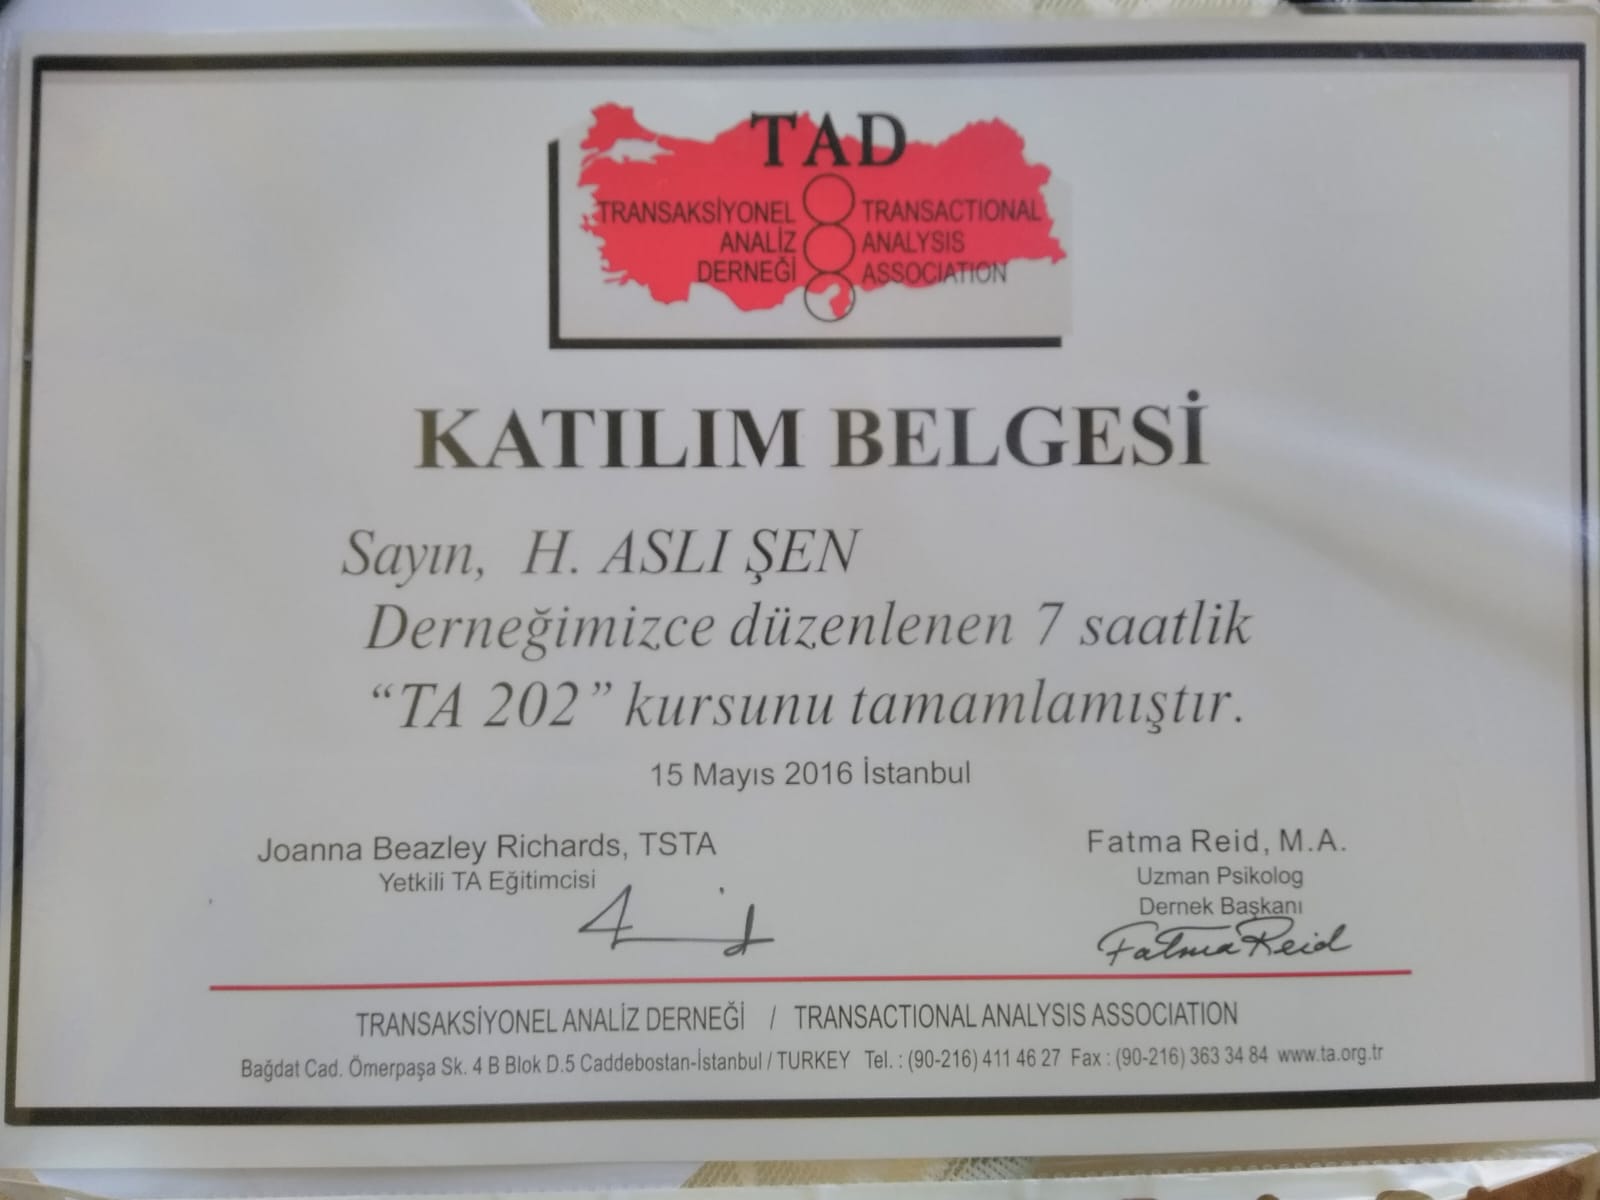 TAD
TRANSAKSİYONEL TRANSACTIONAL
ANALİZ ANALYSIS
DERNEĞİ ASSOCIATION
KATILIM BELGESİ
Sayın, H. ASLI ŞEN
Derneğimizce düzenlenen 7 saatlik
“TA 202” kursunu tamamlamıştır.
15 Mayıs 2016 İstanbul
Joanna Beazley Richards, TSTA
Yetkili TA Eğitimcisi
Fatma Reid, M.A.
Uzman Psikolog
Dernek Başkanı
Fatma Reid
TRANSAKSİYONEL ANALİZ DERNEĞİ / TRANSACTIONAL ANALYSIS ASSOCIATION
Bağdat Cad. Ömerpaşa Sk. 4 B Blok D.5 Caddebostan-İstanbul / TURKEY Tel. : (90-216) 411 46 27 Fax : (90-216) 363 34 84 www.ta.org.tr